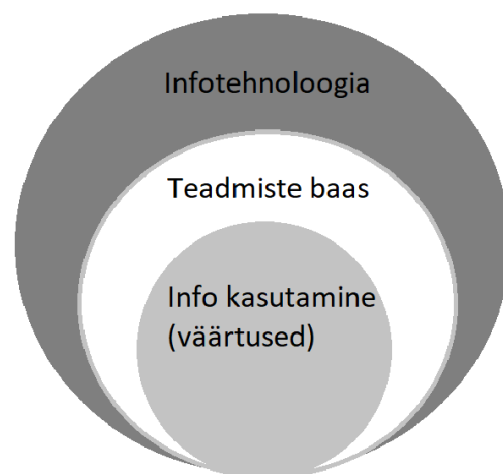 Infotehnoloogia
Teadmiste baas
Info kasutamine
(väärtused)